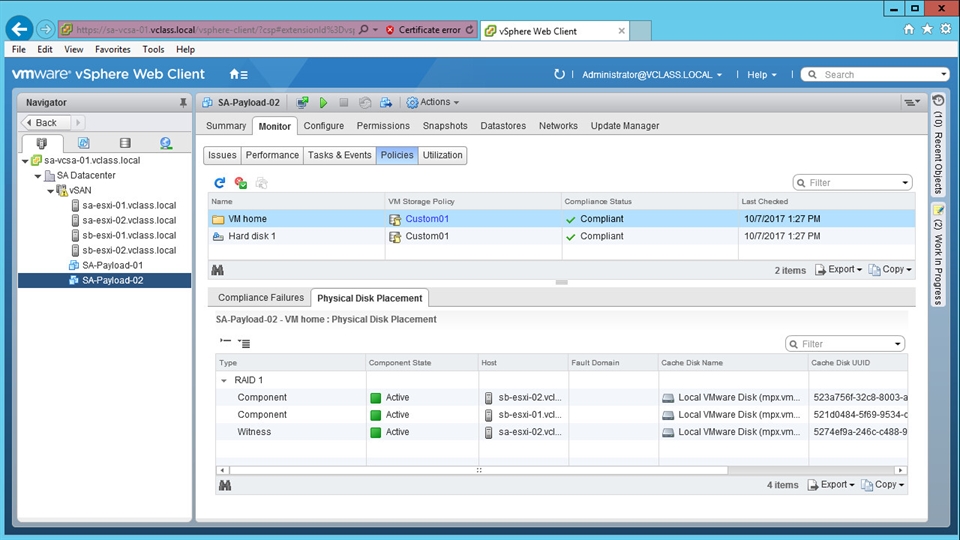 https://sa-vcsa-01.vclass.local/vsphere-client/?csp#extensionId%3Dvsp
Certificate error
vSphere Web Client
File Edit View Favorites Tools Help
vmware® vSphere Web Client
Administrator@VCLASS.LOCAL
Help
Search
Navigator
SA-Payload-02
Actions
Back
Summary Monitor Configure Permissions Snapshots Datastores Networks Update Manager
Issues Performance Tasks & Events Policies Utilization
sa-vcsa-01.vclass.local
SA Datacenter
vSAN
sa-esxi-01.vclass.local
sa-esxi-02.vclass.local
sb-esxi-01.vclass.local
sb-esxi-02.vclass.local
SA-Payload-01
SA-Payload-02
Filter
Name VM Storage Policy Compliance Status Last Checked
VM home Custom01 Compliant 10/7/2017 1:27 PM
Hard disk 1 Custom01 Compliant 10/7/2017 1:27 PM
2 items Export Copy
Compliance Failures Physical Disk Placement
SA-Payload-02 - VM home : Physical Disk Placement
Filter
Type Component State Host Fault Domain Cache Disk Name Cache Disk UUID
RAID 1
Component Active sb-esxi-02.vcl... Local VMware Disk (mpx.vm... 523a756f-32c8-8003-a
Component Active sb-esxi-01.vcl... Local VMware Disk (mpx.vm... 521d0484-5f69-9534-c
Witness Active sa-esxi-02.vcl... Local VMware Disk (mpx.vm... 5274ef9a-246c-c488-9
4 items Export Copy
(10) Recent Objects
(2) Work In Progress